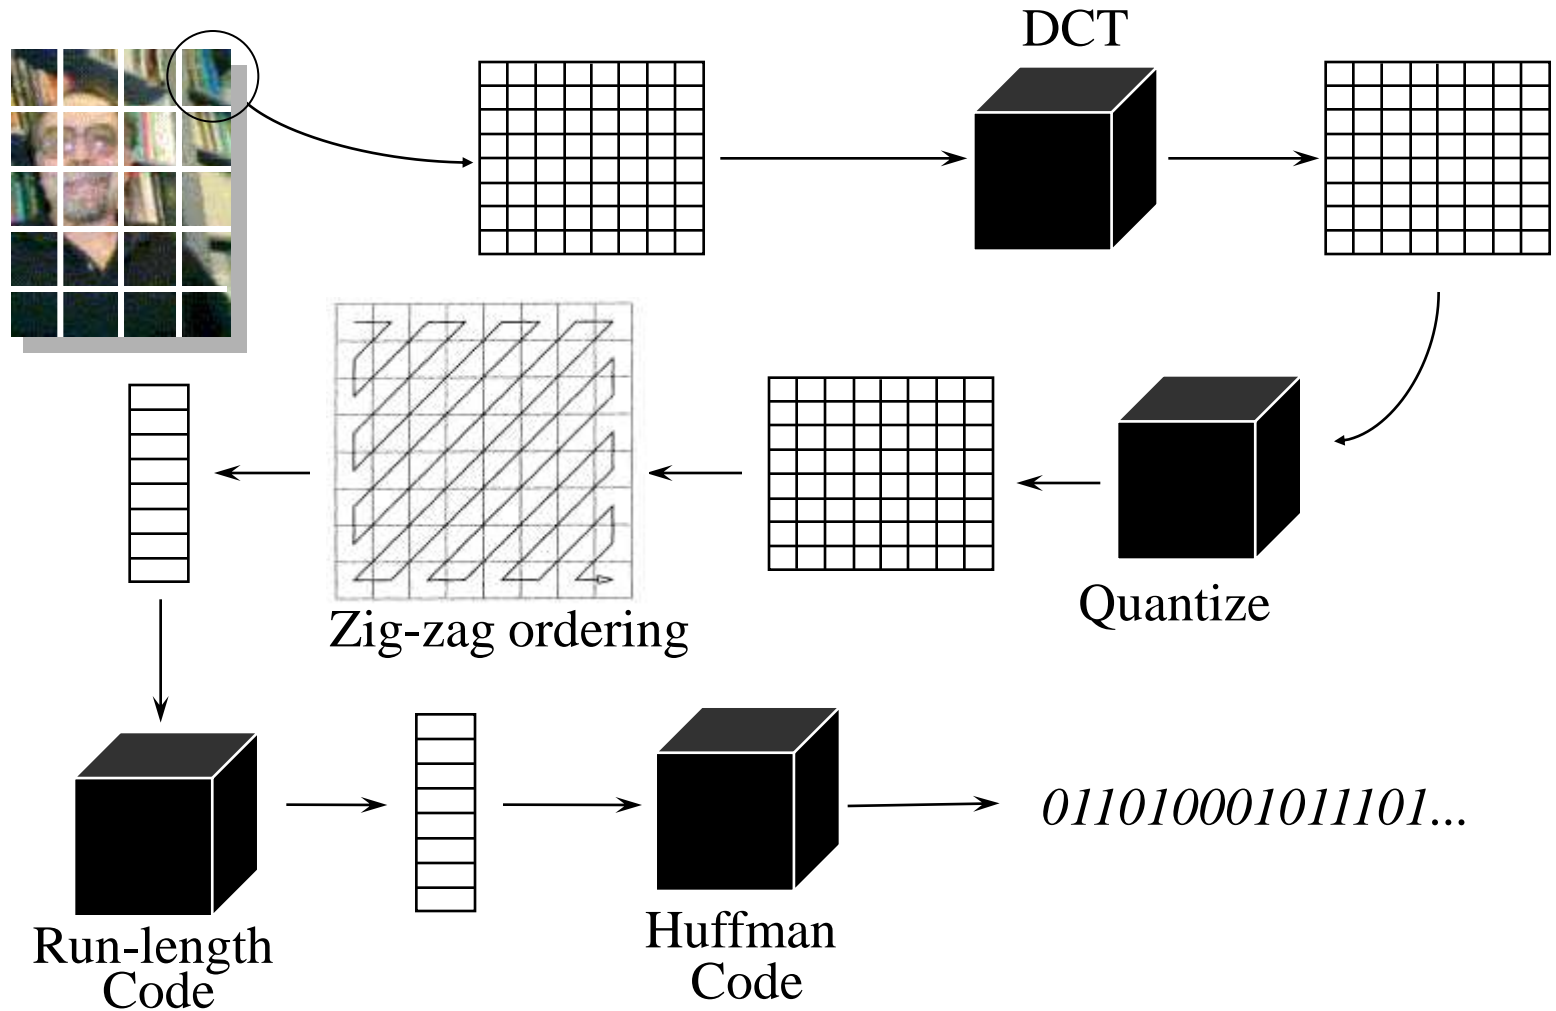 DCT
Quantize
Zig-zag ordering
Run-length
Code
Huffman
Code
011010001011101...